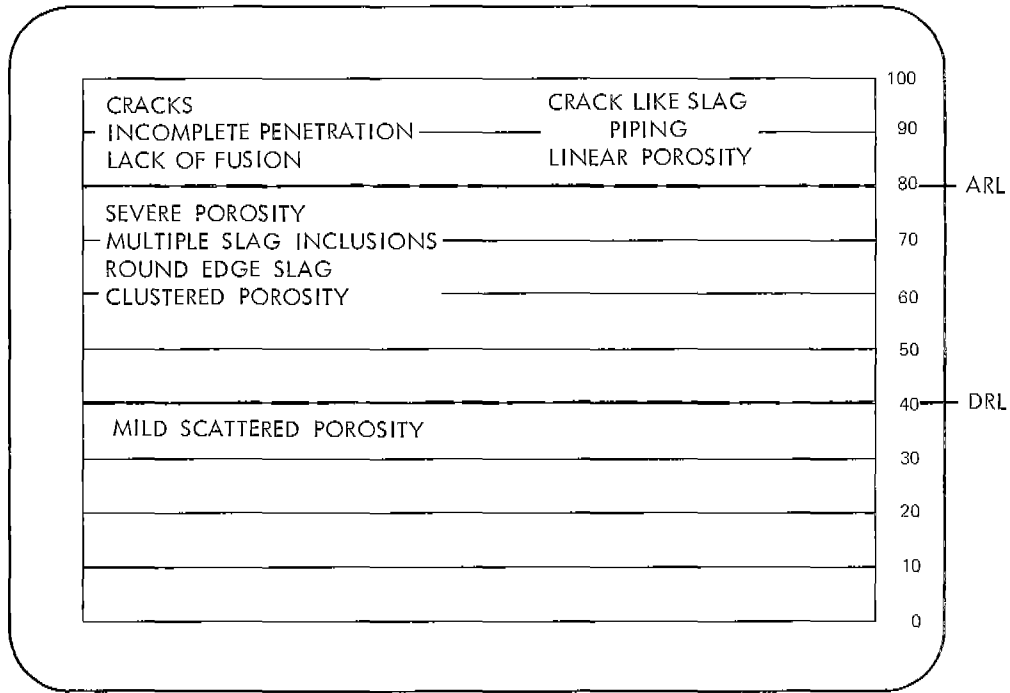 100
CRACKS
INCOMPLETE PENETRATION
LACK OF FUSION
CRACK LIKE SLAG
PIPING
LINEAR POROSITY
90
80 ARL
SEVERE POROSITY
MULTIPLE SLAG INCLUSIONS
ROUND EDGE SLAG
CLUSTERED POROSITY
70
60
50
40 DRL
MILD SCATTERED POROSITY
30
20
10
0